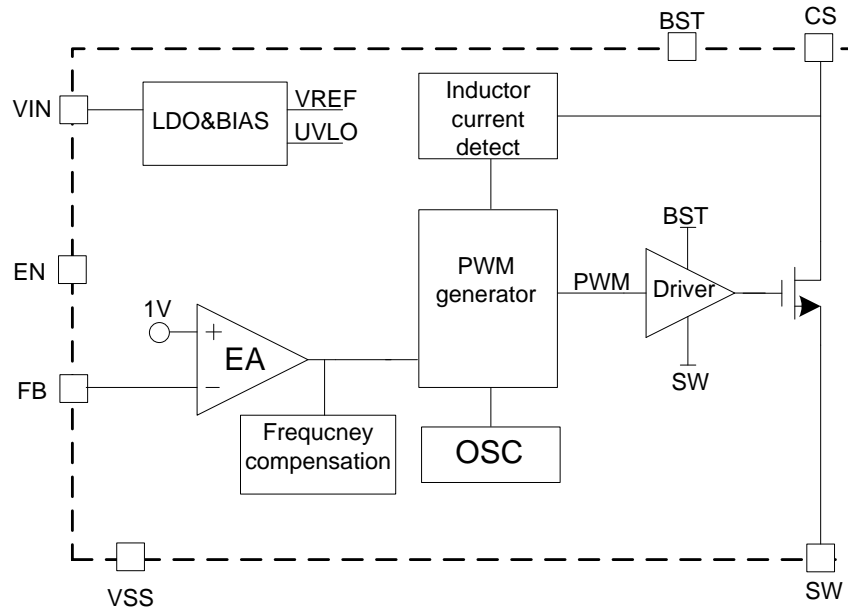 BST
CS
VIN
LDO&BIAS
VREF
UVLO
Inductor
current
detect
EN
BST
PWM
generator
PWM
Driver
1V
+
EA
−
FB
SW
Frequcney
compensation
OSC
VSS
SW